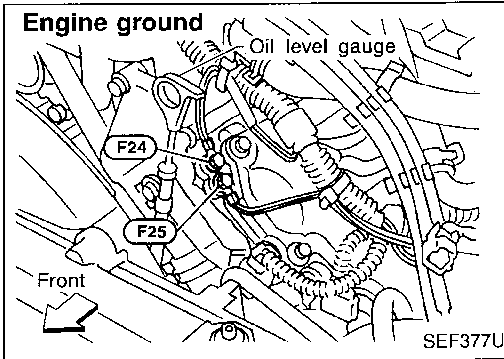 Engine ground
Oil level gauge
F24
F25
Front
SEF377U